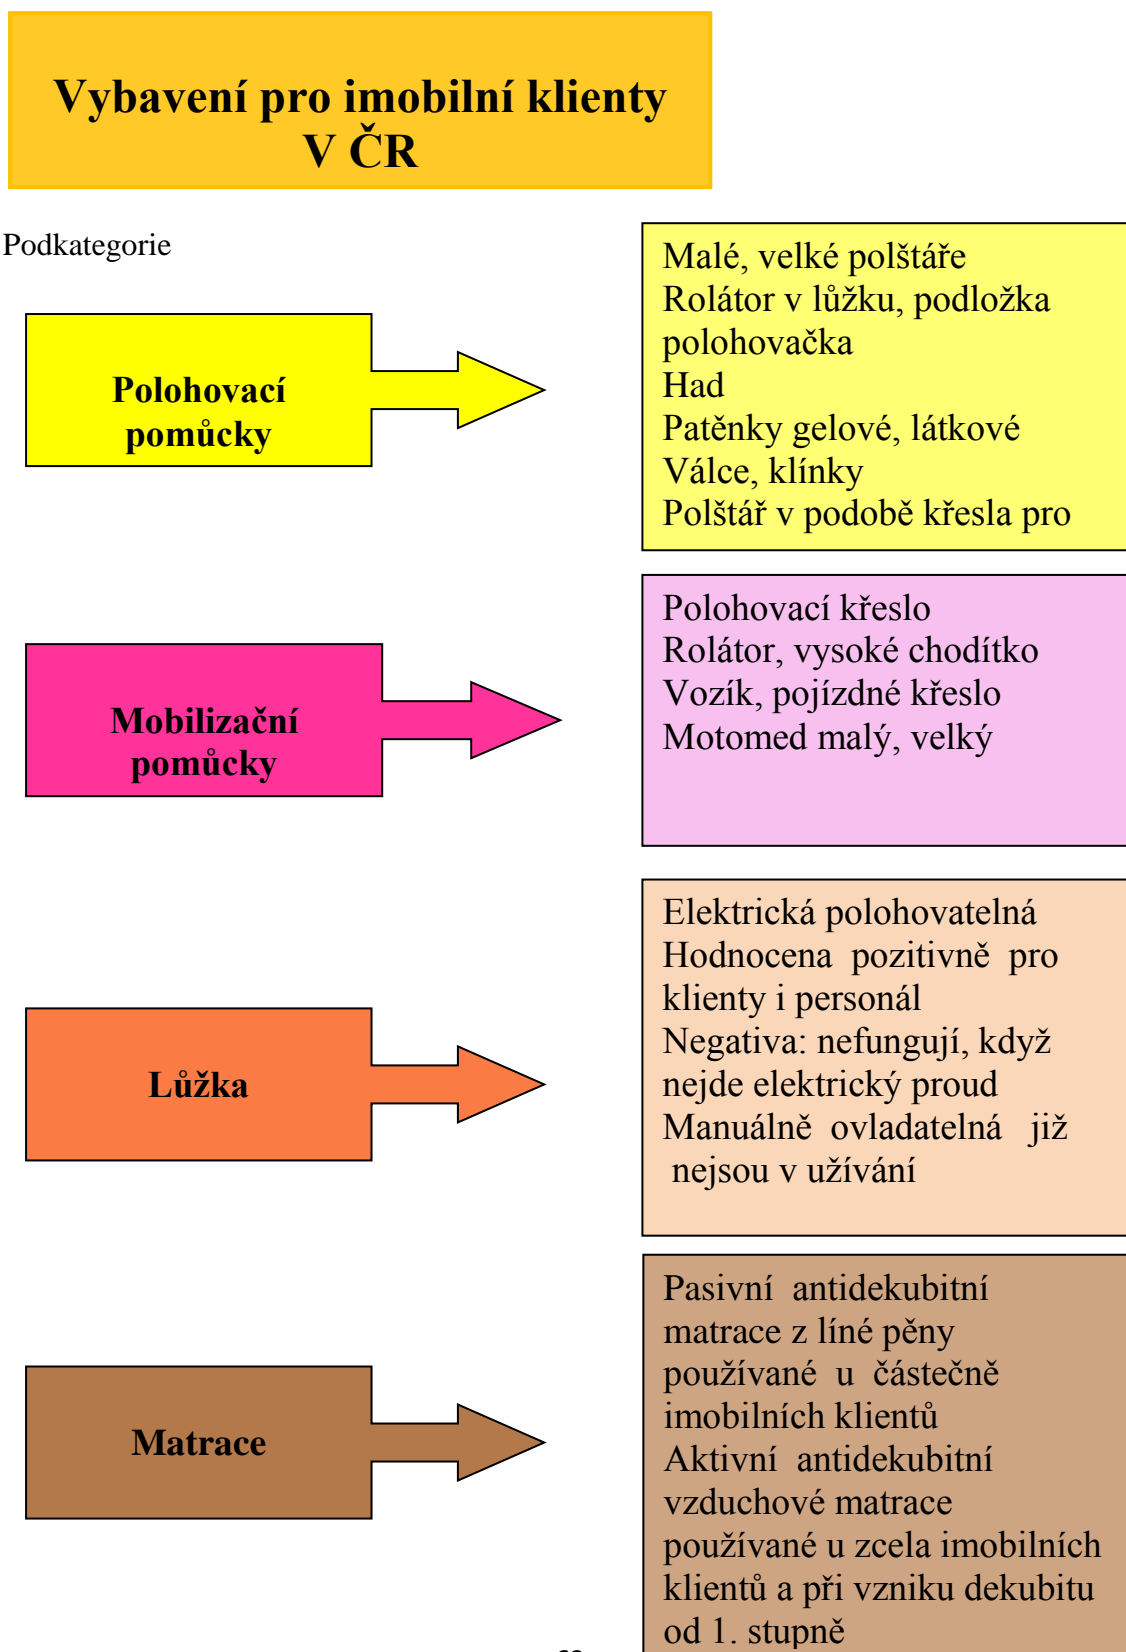 Vybavení pro imobilní klienty
V ČR
Podkategorie
Polohovací
pomůcky
Malé, velké polštáře
Rolátor v lůžku, podložka
polohovačka
Had
Patěnky gelové, látkové
Válce, klínky
Polštář v podobě křesla pro
Mobilizační
pomůcky
Polohovací křeslo
Rolátor, vysoké chodítko
Vozík, pojízdné křeslo
Motomed malý, velký
Lůžka
Elektrická polohovatelná
Hodnocena pozitivně pro
klienty i personál
Negativa: nefungují, když
nejde elektrický proud
Manuálně ovladatelná již
nejsou v užívání
Matrace
Pasivní antidekubitní
matrace z líné pěny
používané u částečně
imobilních klientů
Aktivní antidekubitní
vzduchové matrace
používané u zcela imobilních
klientů a při vzniku dekubitu
od 1. stupně